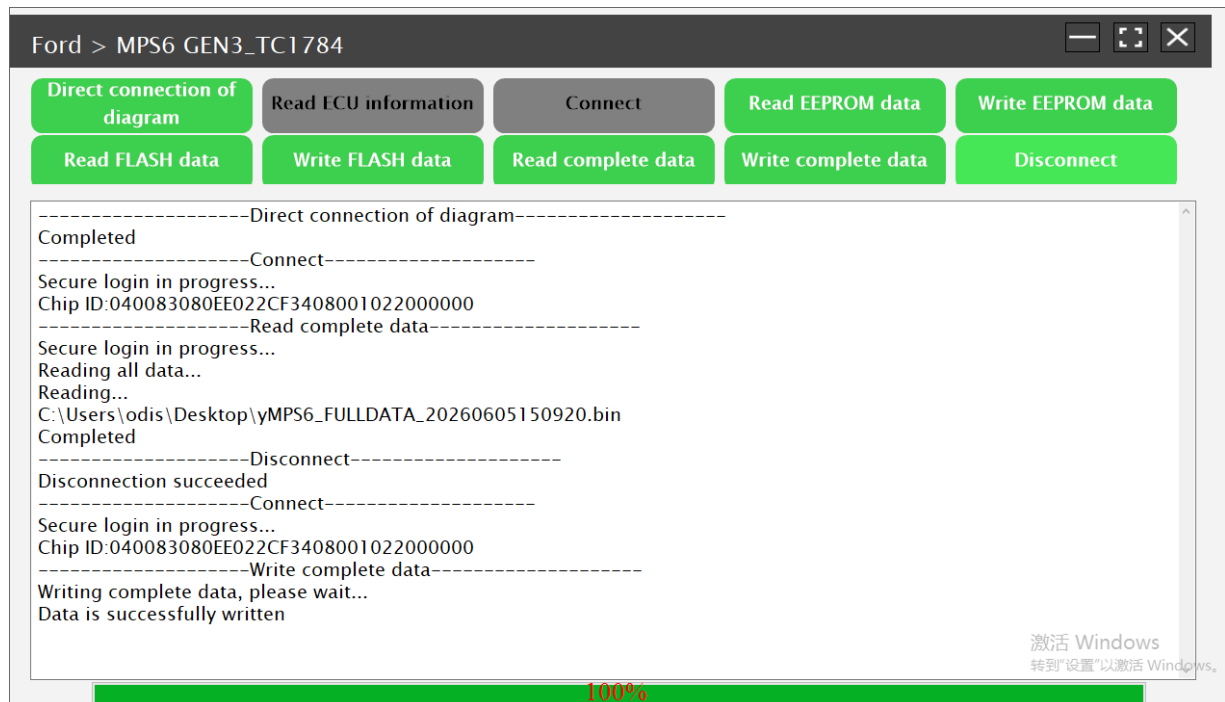 Ford > MPS6 GEN3_TC1784
Direct connection of
diagram
Read ECU information
Connect
Read EEPROM data
Write EEPROM data
Read FLASH data
Write FLASH data
Read complete data
Write complete data
Disconnect
--------------------Direct connection of diagram--------------------
Completed
--------------------Connect--------------------
Secure login in progress...
Chip ID:040083080EE022CF3408001022000000
--------------------Read complete data--------------------
Secure login in progress...
Reading all data...
Reading...
C:\Users\odis\Desktop\yMPS6_FULLDATA_20260605150920.bin
Completed
--------------------Disconnect--------------------
Disconnection succeeded
--------------------Connect--------------------
Secure login in progress...
Chip ID:040083080EE022CF3408001022000000
--------------------Write complete data--------------------
Writing complete data, please wait...
Data is successfully written
激活 Windows
转到"设置"以激活 Windows。
100%